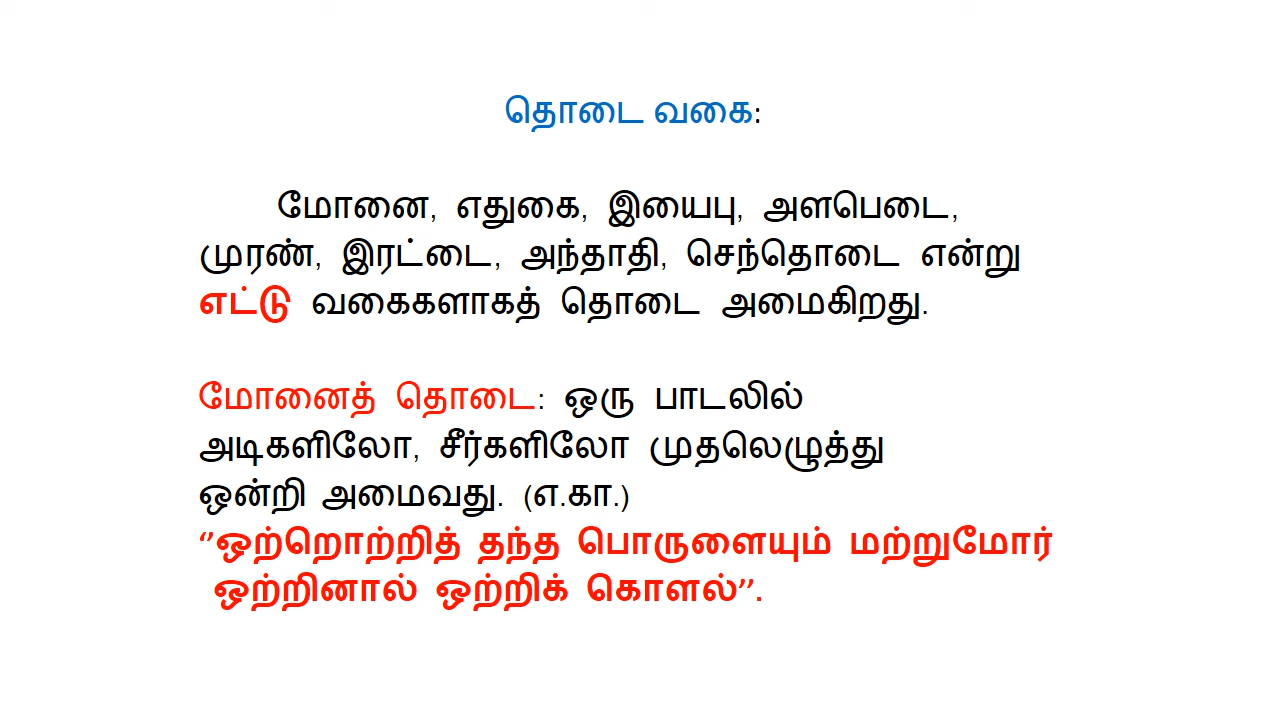 தொடை வகை:
மோனை, எதுகை, இயைபு, அளபெடை,
முரண், இரட்டை, அந்தாதி, செந்தொடை என்று
எட்டு வகைகளாகத் தொடை அமைகிறது.
மோனைத் தொடை: ஒரு பாடலில்
அடிகளிலோ, சீர்களிலோ முதலெழுத்து
ஒன்றி அமைவது. (எ.கா.)
“ஒற்றொற்றித் தந்த பொருளையும் மற்றுமோர்
ஒற்றினால் ஒற்றிக் கொளல்”.